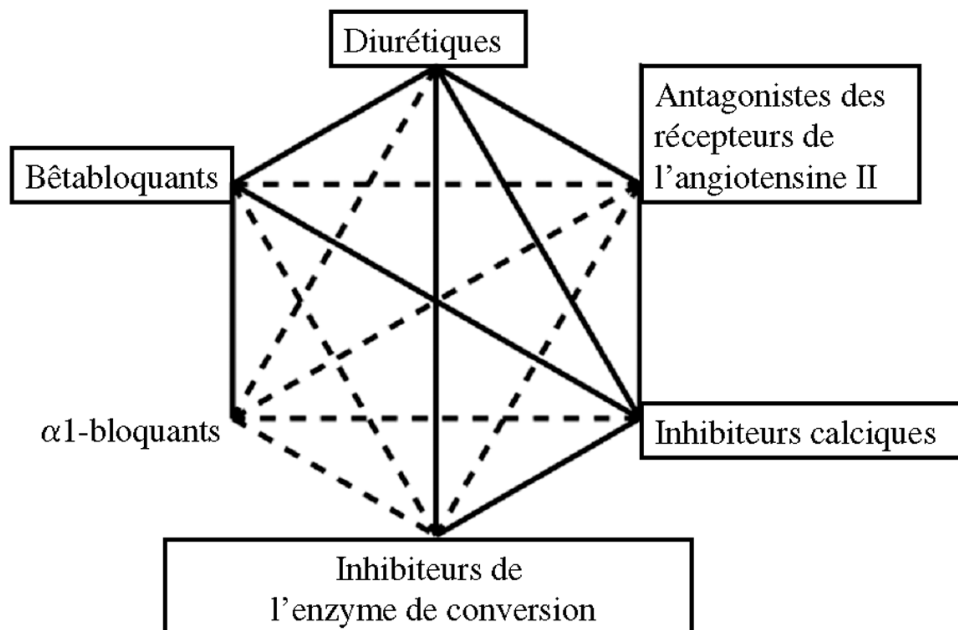 Diurétiques
Antagonistes des
récepteurs de
l’angiotensine II
Bêtabloquants
α1-bloquants
Inhibiteurs calciques
Inhibiteurs de
l’enzyme de conversion